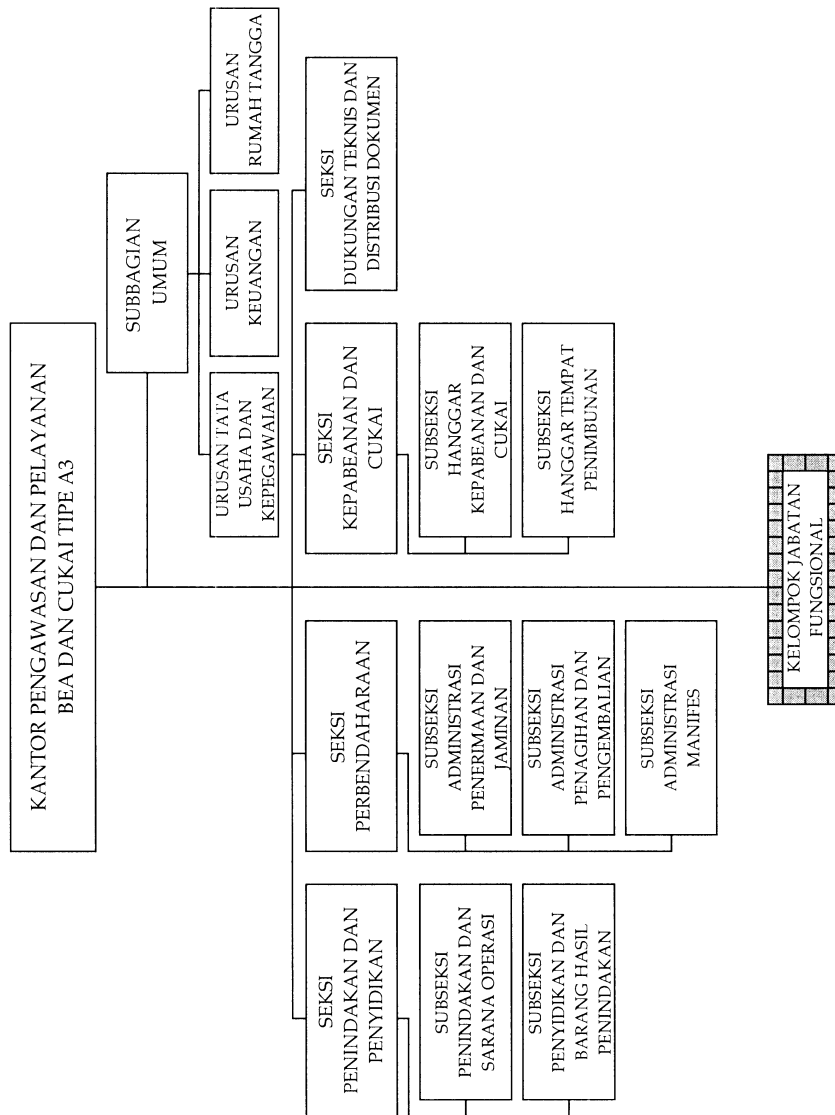 KANTOR PENGAWASAN DAN PELAYANAN
BEA DAN CUKAI TIPE A3
SUBBAGIAN
UMUM
URUSAN TATA
USAHA DAN
KEPEGAWAIAN
URUSAN
KEUANGAN
URUSAN
RUMAH TANGGA
SEKSI
PENINDAKAN DAN
PENYIDIKAN
SEKSI
PERBENDAHARAAN
SEKSI
KEPABEANAN DAN
CUKAI
SEKSI
DUKUNGAN TEKNIS DAN
DISTRIBUSI DOKUMEN
SUBSEKSI
PENINDAKAN DAN
SARANA OPERASI
SUBSEKSI
ADMINISTRASI
PENERIMAAN DAN
JAMINAN
SUBSEKSI
HANGGAR
KEPABEANAN DAN
CUKAI
SUBSEKSI
PENYIDIKAN DAN
BARANG HASIL
PENINDAKAN
SUBSEKSI
ADMINISTRASI
PENAGIHAN DAN
PENGEMBALIAN
SUBSEKSI
HANGGAR TEMPAT
PENIMBUNAN
SUBSEKSI
ADMINISTRASI
MANIFES
KELOMPOK JABATAN
FUNGSIONAL